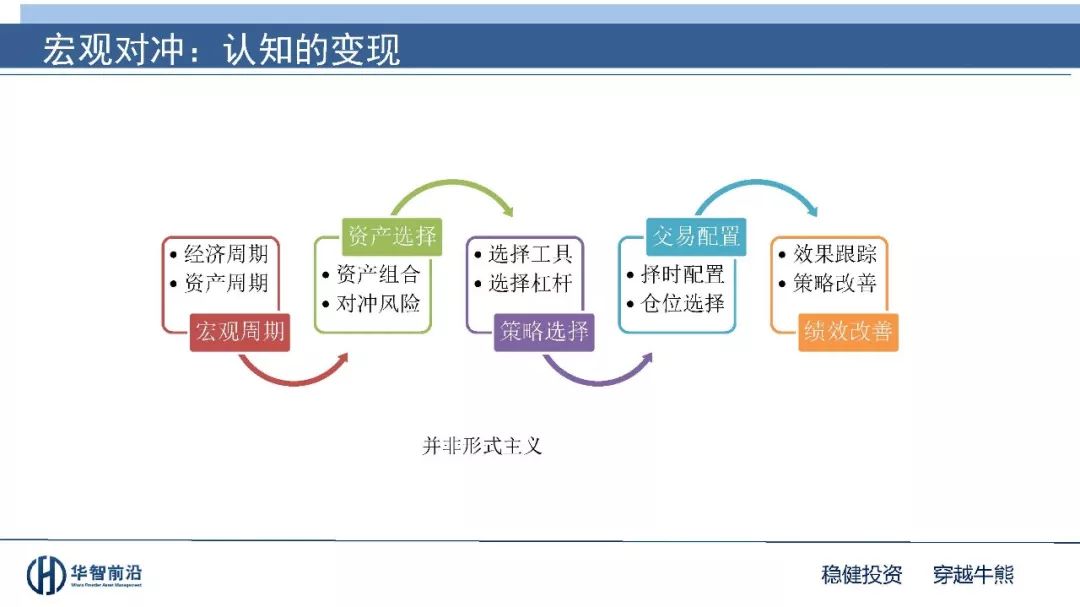 宏观对冲：认知的变现
• 经济周期
• 资产周期
宏观周期
资产选择
• 资产组合
• 对冲风险
• 选择工具
• 选择杠杆
策略选择
交易配置
• 择时配置
• 仓位选择
• 效果跟踪
• 策略改善
绩效改善
并非形式主义
华智前沿
稳健投资 穿越牛熊